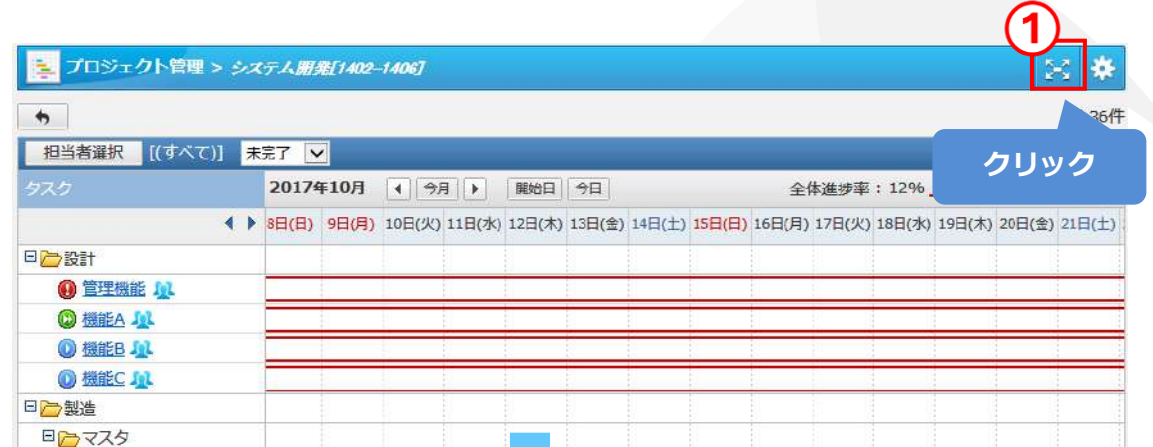 ①
プロジェクト管理 > システム開発[1402–1406]
36件
クリック
担当者選択 [(すべて)] 未完了
タスク 2017年10月 今月 開始日 今日 全体進捗率：12%
8日(日) 9日(月) 10日(火) 11日(水) 12日(木) 13日(金) 14日(土) 15日(日) 16日(月) 17日(火) 18日(水) 19日(木) 20日(金) 21日(土)
設計
管理機能
機能A
機能B
機能C
製造
マスタ